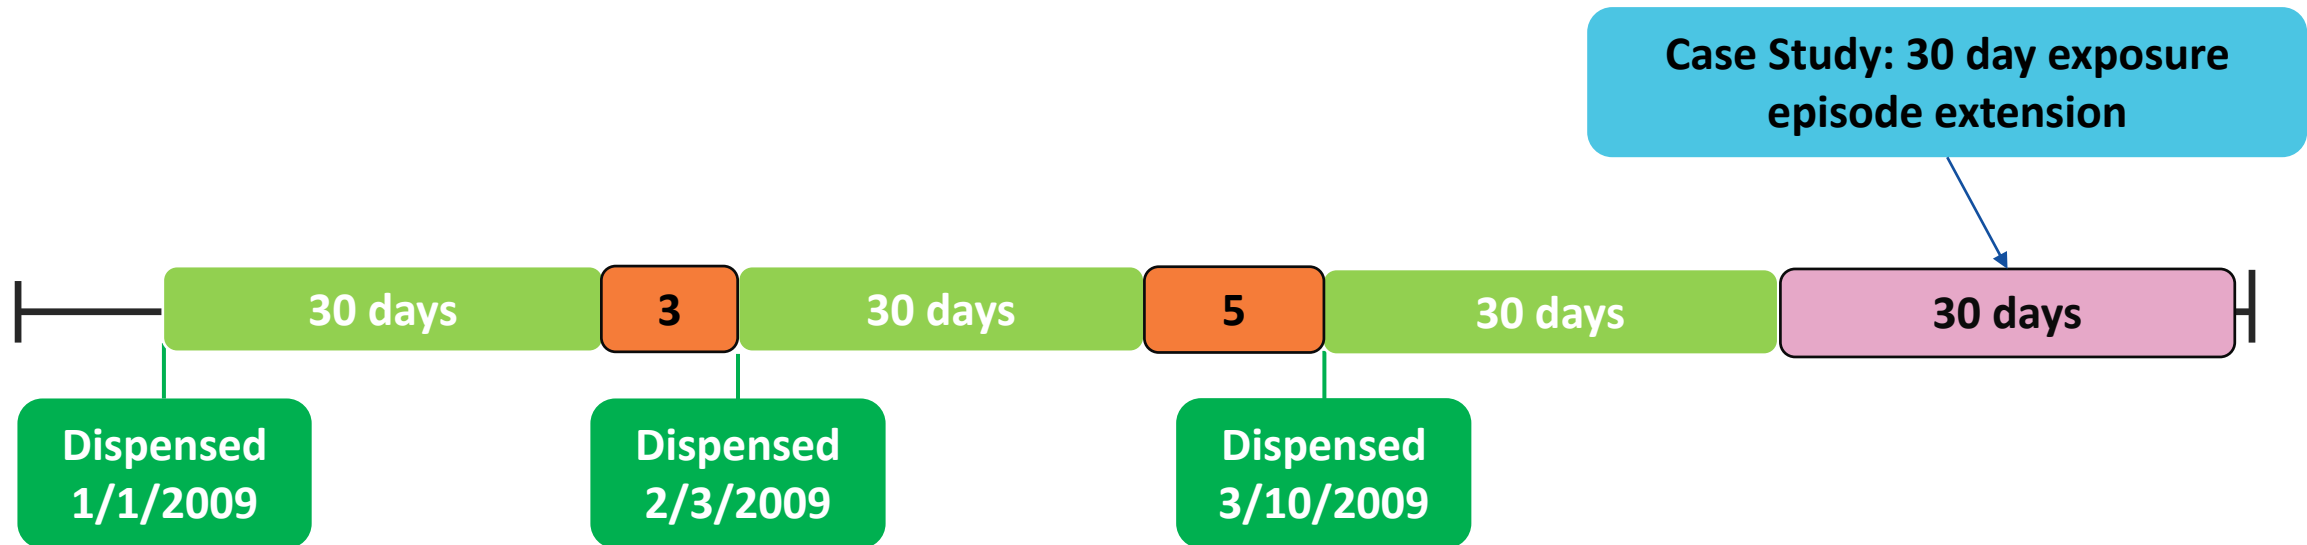 Case Study: 30 day exposure
episode extension
30 days
3
30 days
5
30 days
30 days
Dispensed
1/1/2009
Dispensed
2/3/2009
Dispensed
3/10/2009